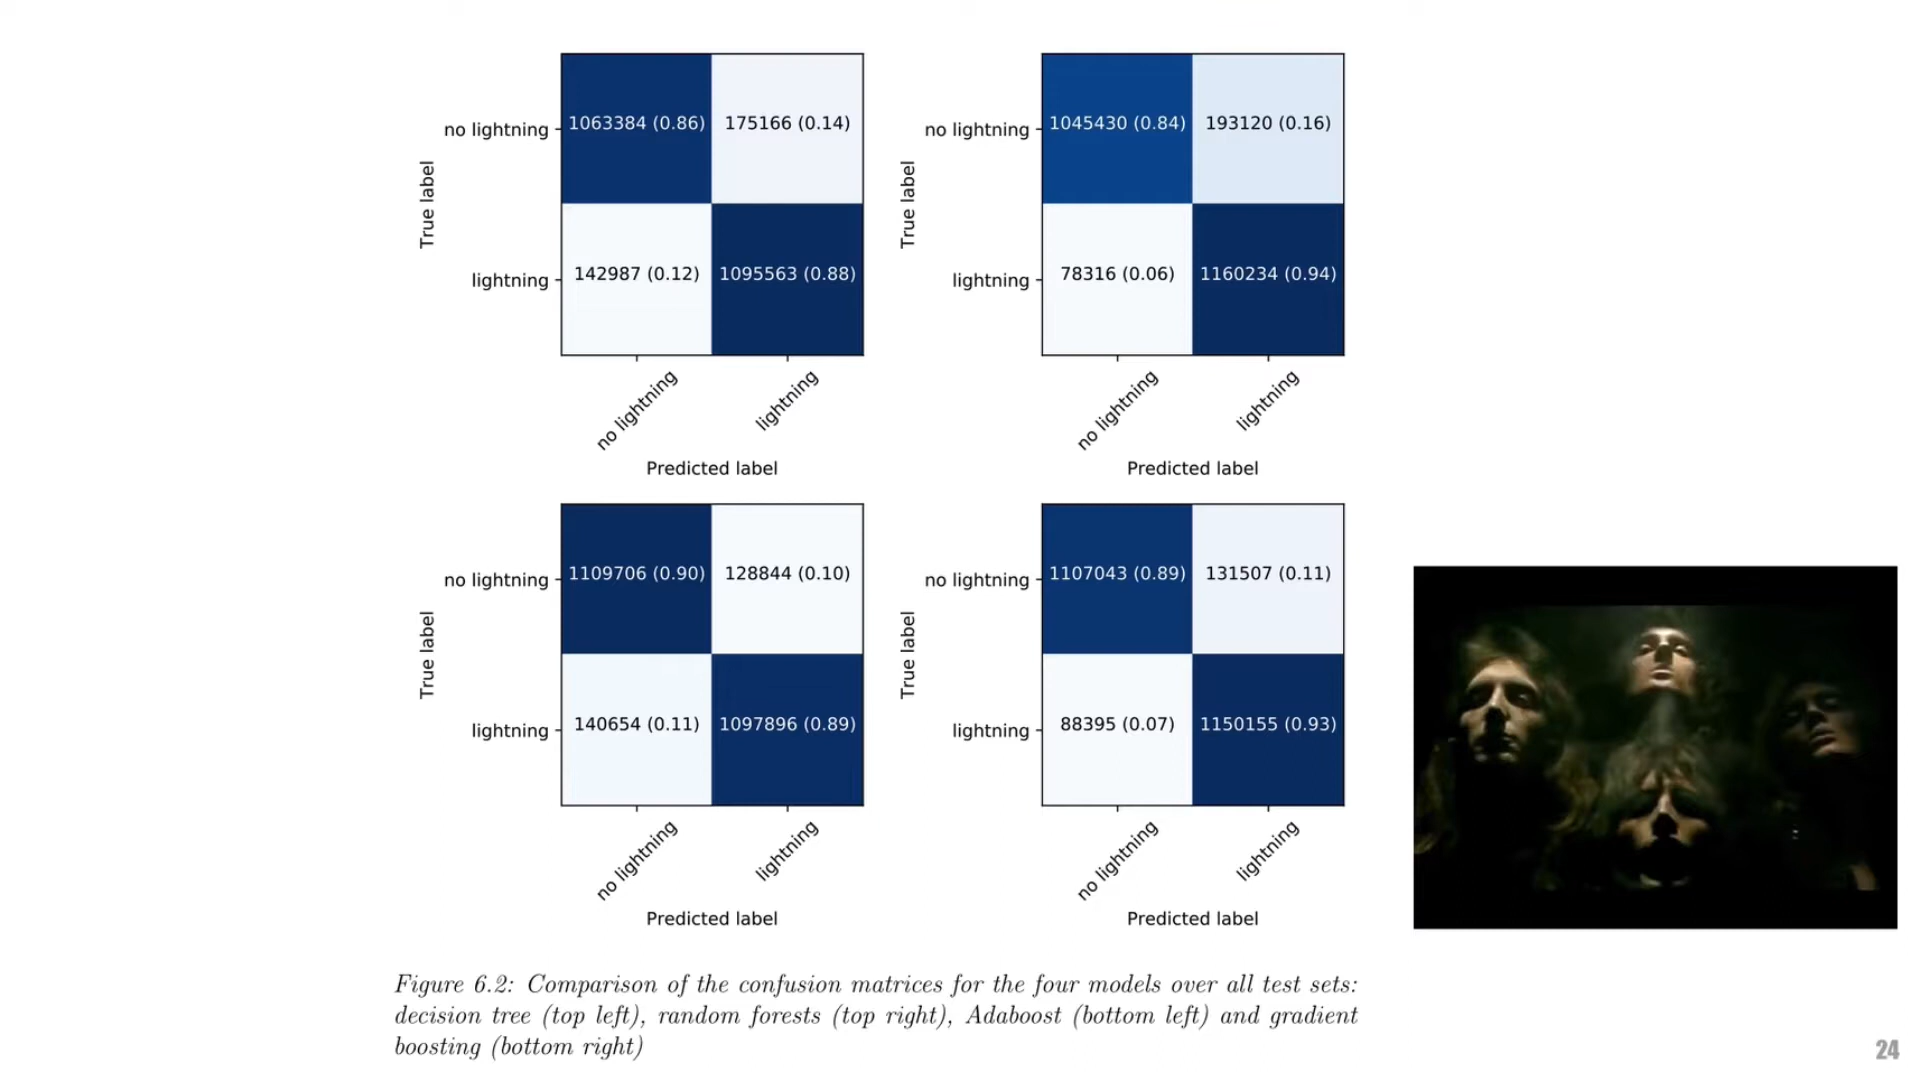 no lightning
1063384 (0.86)
175166 (0.14)
True label
lightning
142987 (0.12)
1095563 (0.88)
no lightning
lightning
Predicted label
no lightning
1045430 (0.84)
193120 (0.16)
True label
lightning
78316 (0.06)
1160234 (0.94)
no lightning
lightning
Predicted label
no lightning
1109706 (0.90)
128844 (0.10)
True label
lightning
140654 (0.11)
1097896 (0.89)
no lightning
lightning
Predicted label
no lightning
1107043 (0.89)
131507 (0.11)
True label
lightning
88395 (0.07)
1150155 (0.93)
no lightning
lightning
Predicted label
Figure 6.2: Comparison of the confusion matrices for the four models over all test sets:
decision tree (top left), random forests (top right), Adaboost (bottom left) and gradient
boosting (bottom right)
24